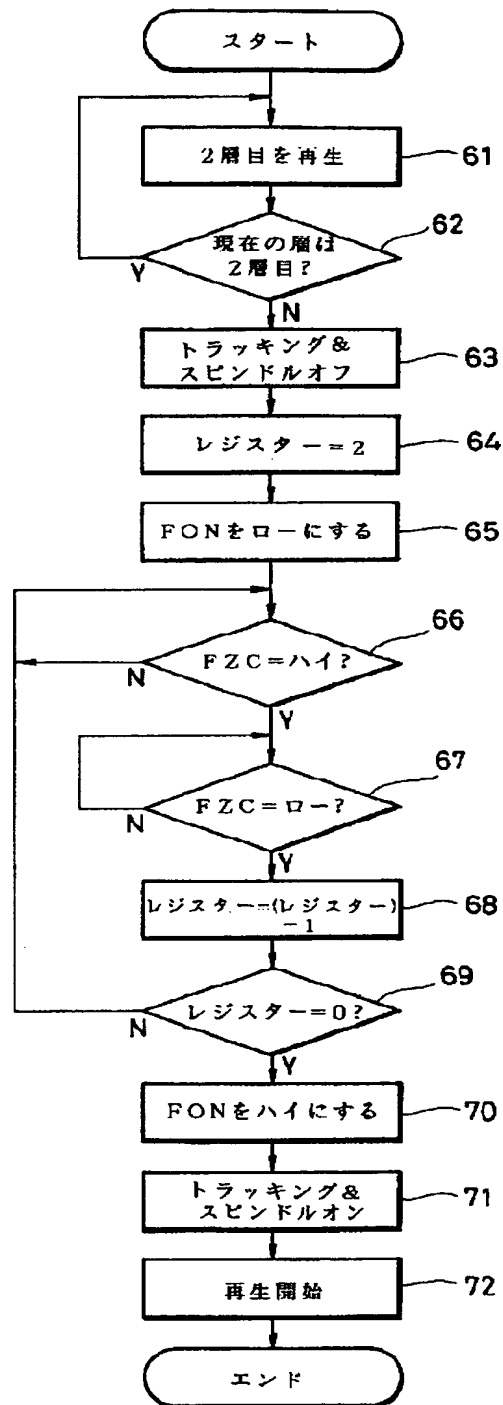 スタート
2層目を再生
61
現在の層は
2層目?
62
Y
N
トラッキング&
スピンドルオフ
63
レジスター=2
64
FONをローにする
65
FZC=ハイ?
66
N
Y
FZC=ロー?
67
N
Y
レジスター=(レジスター)
-1
68
レジスター=0?
69
N
Y
FONをハイにする
70
トラッキング&
スピンドルオン
71
再生開始
72
エンド